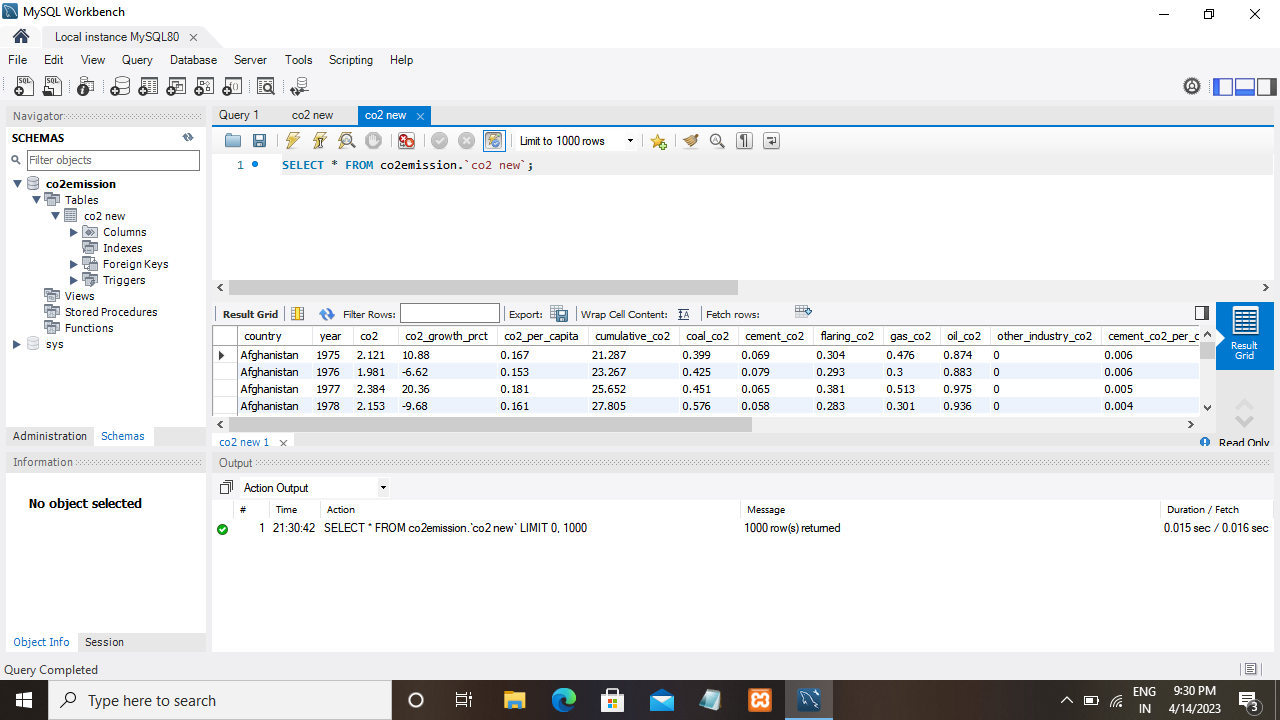 MySQL Workbench
Local instance MySQL80
File Edit View Query Database Server Tools Scripting Help
Navigator
SCHEMAS
Filter objects
co2emission
Tables
co2 new
Columns
Indexes
Foreign Keys
Triggers
Views
Stored Procedures
Functions
sys
Administration Schemas
Information
No object selected
Object Info Session
Query 1 co2 new co2 new
Limit to 1000 rows
1 SELECT * FROM co2emission.`co2 new`;
Result Grid Filter Rows: Export: Wrap Cell Content: Fetch rows:
country year co2 co2_growth_prct co2_per_capita cumulative_co2 coal_co2 cement_co2 flaring_co2 gas_co2 oil_co2 other_industry_co2 cement_co2_per_c
Afghanistan 1975 2.121 10.88 0.167 21.287 0.399 0.069 0.304 0.476 0.874 0 0.006
Afghanistan 1976 1.981 -6.62 0.153 23.267 0.425 0.079 0.293 0.3 0.883 0 0.006
Afghanistan 1977 2.384 20.36 0.181 25.652 0.451 0.065 0.381 0.513 0.975 0 0.005
Afghanistan 1978 2.153 -9.68 0.161 27.805 0.576 0.058 0.283 0.301 0.936 0 0.004
Result
Grid
co2 new 1
Read Only
Output
Action Output
# Time Action Message Duration / Fetch
1 21:30:42 SELECT * FROM co2emission.`co2 new` LIMIT 0, 1000 1000 row(s) returned 0.015 sec / 0.016 sec
Query Completed
Type here to search
ENG
IN
9:30 PM
4/14/2023
3